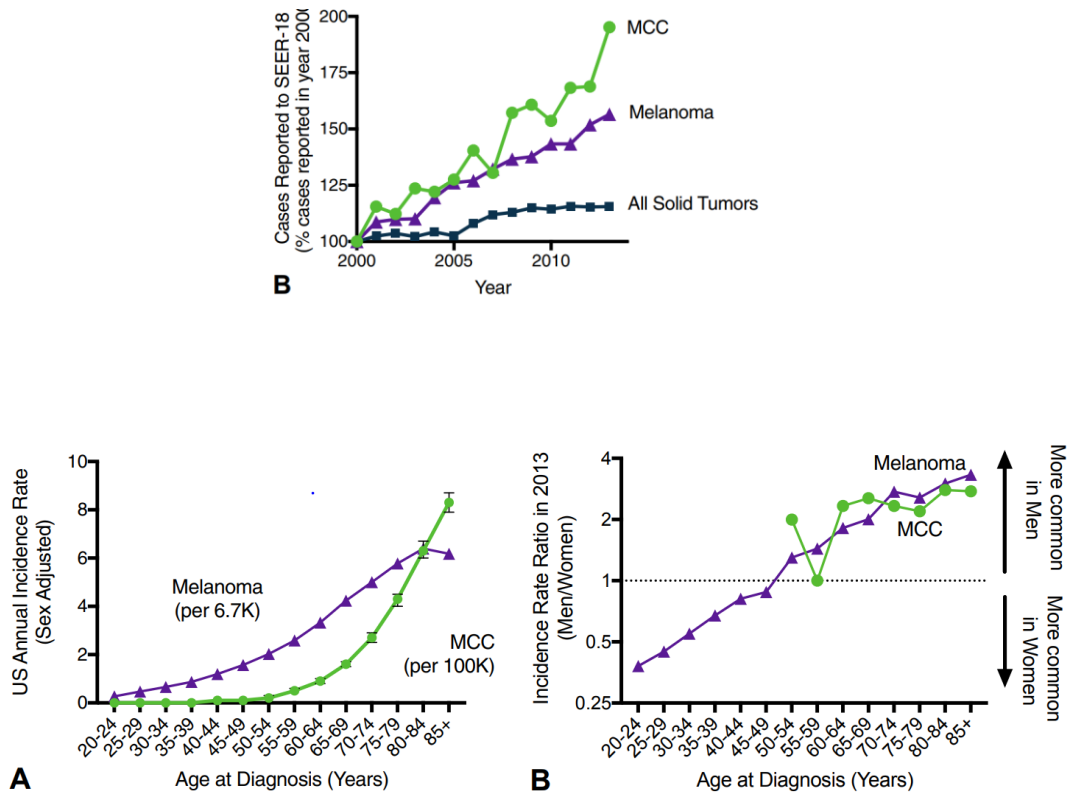 200
175
150
125
100
Cases Reported to SEER-18
(% cases reported in year
MCC
Melanoma
All Solid Tumors
2000
2005
2010
Year
B
10
8
6
4
2
0
US Annual Incidence Rate
(Sex Adjusted)
Melanoma
(per 6.7K)
MCC
(per 100K)
20-24
25-29
30-34
35-39
40-44
45-49
50-54
55-59
60-64
65-69
70-74
75-79
80-84
85+
Age at Diagnosis (Years)
A
4
2
1
0.5
0.25
Incidence Rate Ratio in 2013
(Men/Women)
Melanoma
MCC
More common
in Men
More common
in Women
20-24
25-29
30-34
35-39
40-44
45-49
50-54
55-59
60-64
65-69
70-74
75-79
80-84
85+
Age at Diagnosis (Years)
B